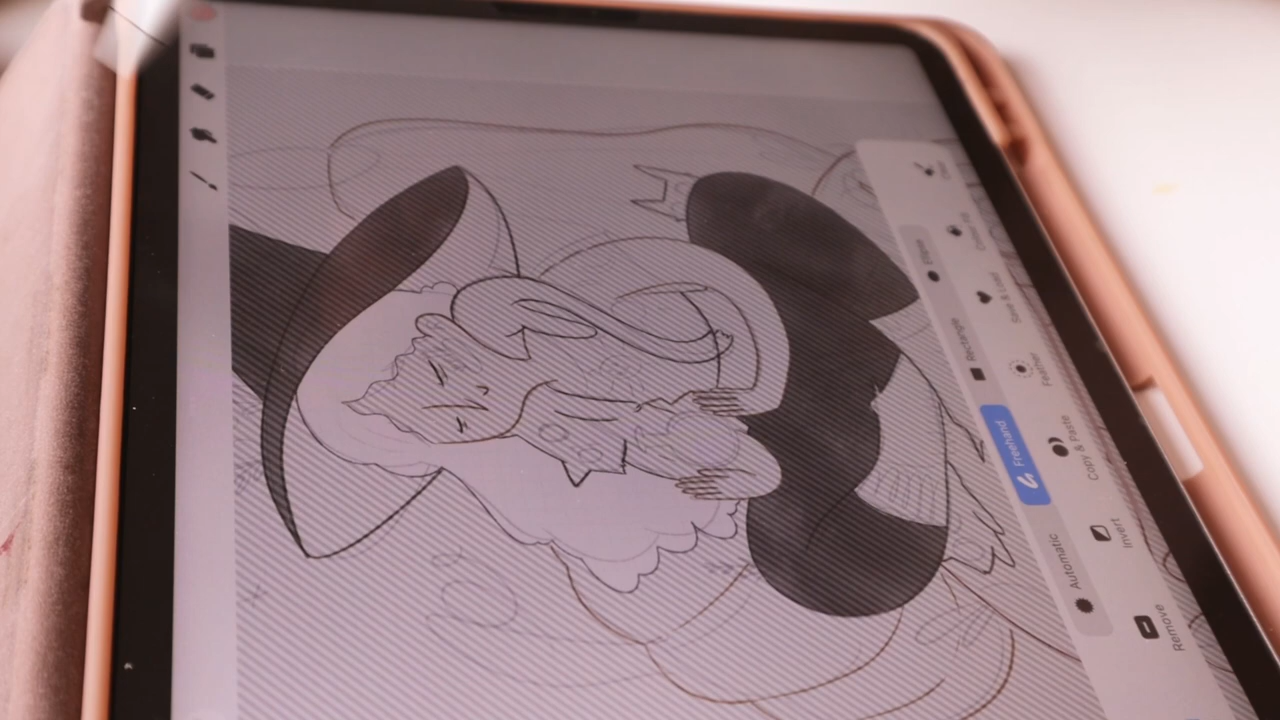 Automatic
Freehand
Rectangle
Ellipse
Remove
Invert
Copy & Paste
Feather
Save & Load